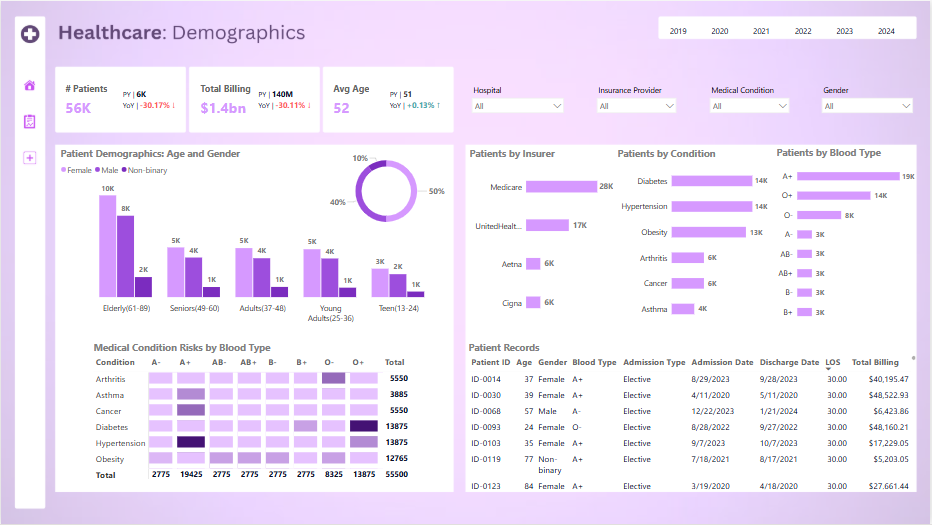 Healthcare: Demographics
2019 2020 2021 2022 2023 2024
# Patients
56K
PY | 6K
YoY | -30.17% ↓
Total Billing
$1.4bn
PY | 140M
YoY | -30.11% ↓
Avg Age
52
PY | 51
YoY | +0.13% ↑
Hospital
All
Insurance Provider
All
Medical Condition
All
Gender
All
Patient Demographics: Age and Gender
Female Male Non-binary
10K 8K 2K
5K 4K 1K
5K 4K 1K
5K 4K 1K
3K 2K 1K
Elderly(61-89) Seniors(49-60) Adults(37-48) Young Adults(25-36) Teen(13-24)
10%
50%
40%
Patients by Insurer
Medicare 28K
UnitedHealt... 17K
Aetna 6K
Cigna 6K
Patients by Condition
Diabetes 14K
Hypertension 14K
Obesity 13K
Arthritis 6K
Cancer 6K
Asthma 4K
Patients by Blood Type
A+ 19K
O+ 14K
O- 8K
A- 3K
AB- 3K
AB+ 3K
B- 3K
B+ 3K
Medical Condition Risks by Blood Type
Condition A- A+ AB- AB+ B- B+ O- O+ Total
Arthritis 5550
Asthma 3885
Cancer 5550
Diabetes 13875
Hypertension 13875
Obesity 12765
Total 2775 19425 2775 2775 2775 2775 8325 13875 55500
Patient Records
Patient ID Age Gender Blood Type Admission Type Admission Date Discharge Date LOS Total Billing
ID-0014 37 Female A+ Elective 8/29/2023 9/28/2023 30.00 $40,195.47
ID-0030 39 Female A+ Elective 4/11/2020 5/11/2020 30.00 $48,522.93
ID-0068 57 Male A- Elective 12/22/2023 1/21/2024 30.00 $6,423.86
ID-0093 24 Female O- Elective 8/28/2022 9/27/2022 30.00 $48,160.21
ID-0103 35 Female A+ Elective 9/7/2023 10/7/2023 30.00 $17,229.05
ID-0119 77 Non-binary A+ Elective 7/18/2021 8/17/2021 30.00 $5,203.05
ID-0123 84 Female A+ Elective 3/19/2020 4/18/2020 30.00 $27,661.44